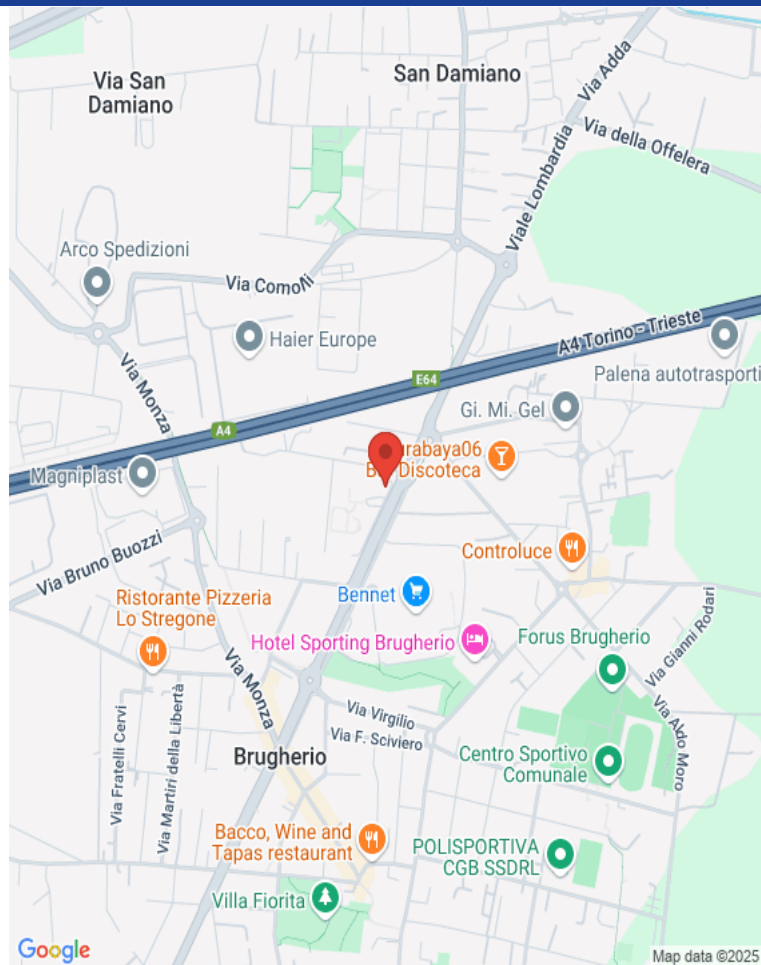 Via San
Damiano
San Damiano
Via Adda
Via della Offelera
Viale Lombardia
Arco Spedizioni
Via Comolli
Haier Europe
A4 Torino - Trieste
Palena autotrasporti
E64
Via Monza
Gi. Mi. Gel
A4
Magniplast
Discoteca
Via Bruno Buozzi
Controluce
Bennet
Ristorante Pizzeria
Lo Stregone
Hotel Sporting Brugherio
Forus Brugherio
Via Gianni Rodari
Via Monza
Via Virgilio
Via F. Sciviero
Via Aldo Moro
Via Fratelli Cervi
Via Martiri della Libertà
Brugherio
Centro Sportivo
Comunale
Bacco, Wine and
Tapas restaurant
POLISPORTIVA
CGB SSDRL
Villa Fiorita
Google
Map data ©2025